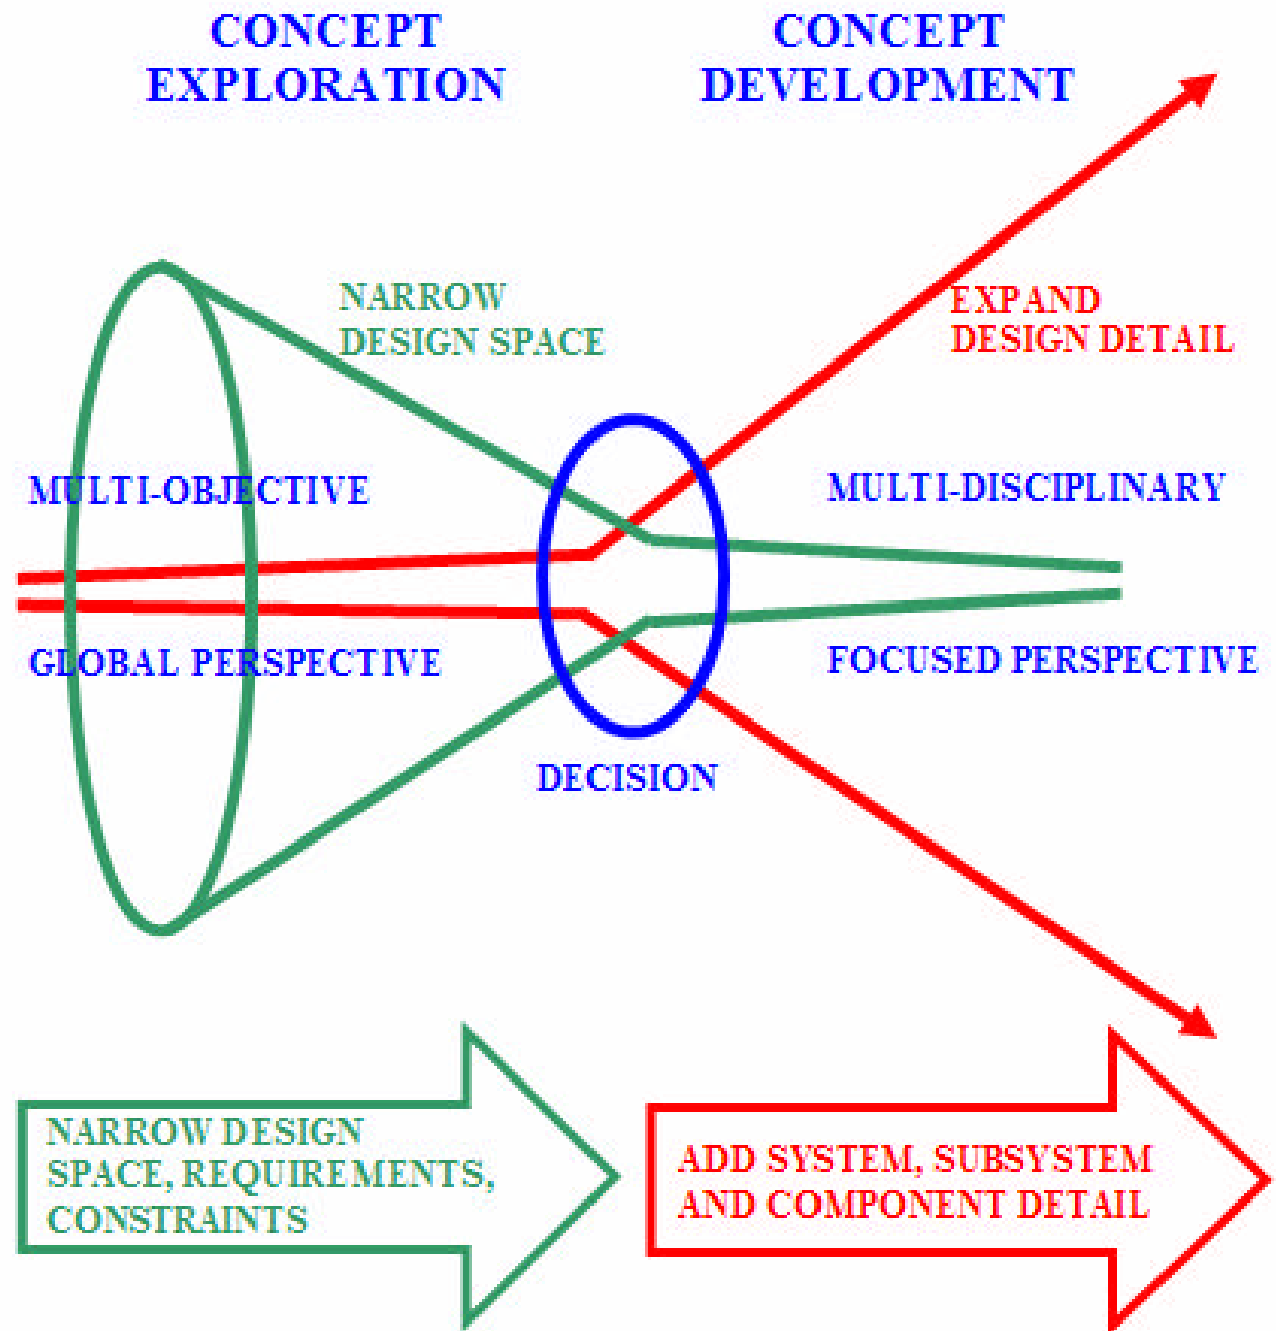 CONCEPT
EXPLORATION
CONCEPT
DEVELOPMENT
NARROW
DESIGN SPACE
EXPAND
DESIGN DETAIL
MULTI-OBJECTIVE
MULTI-DISCIPLINARY
GLOBAL PERSPECTIVE
FOCUSED PERSPECTIVE
DECISION
NARROW DESIGN
SPACE, REQUIREMENTS,
CONSTRAINTS
ADD SYSTEM, SUBSYSTEM
AND COMPONENT DETAIL